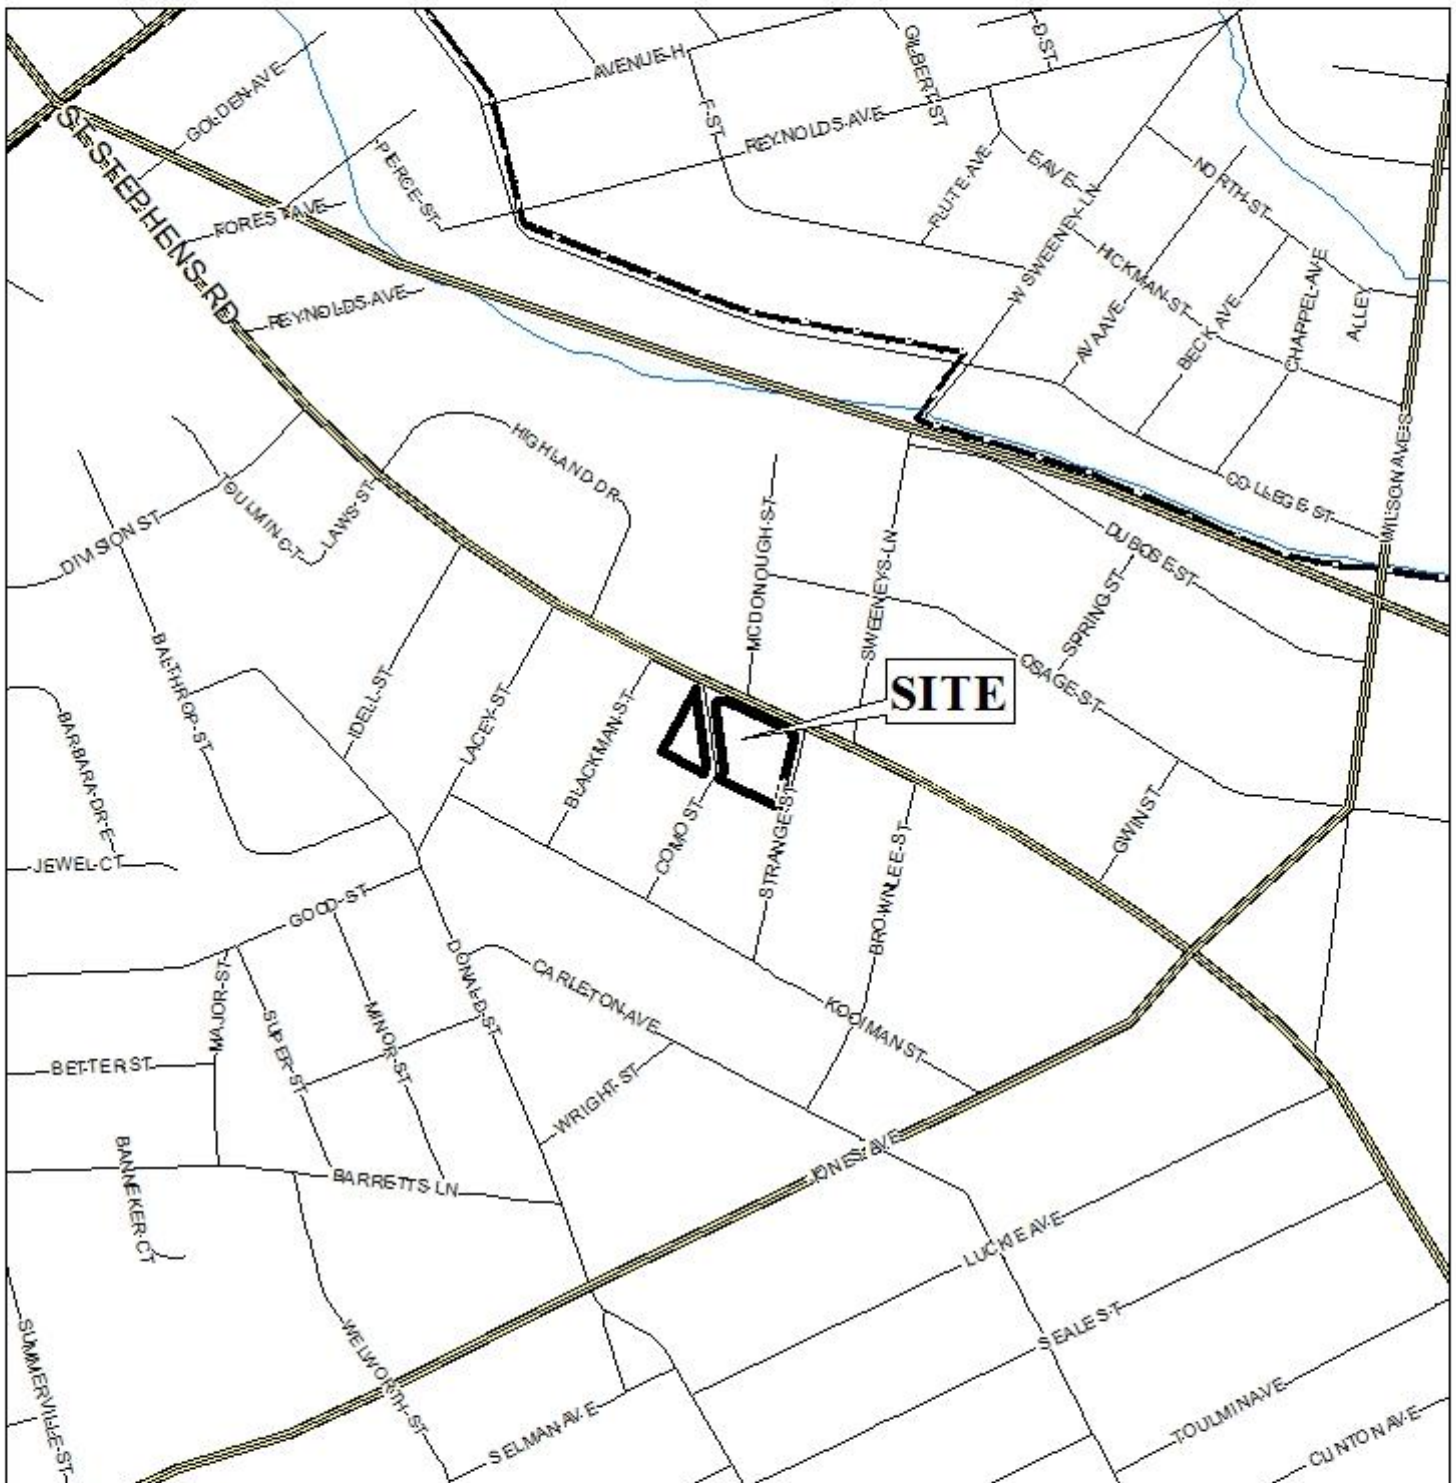 GOLDEN AVE
AVENUE H
GILBERT ST
D ST
F ST
REYNOLDS AVE
ST STEPHENS RD
PIERCE ST
FOREST AVE
REYNOLDS AVE
FLUTE AVE
E AVE
NORTH ST
W SWEENEY LN
HICKMAN ST
AVA AVE
BECK AVE
CHAPPEL AVE
ALLEY
WILSON AVE S
COLLEGE ST
HIGHLAND DR
DIVISION ST
TOULMIN CT
LAWS ST
MCDONOUGH ST
SWEENEYS LN
DUBOSE ST
SPRING ST
OSAGE ST
SITE
BALTHROP ST
IDELL ST
LACEY ST
BLACKMAN ST
BARBARA DR E
JEWEL CT
COMO ST
STRANGE ST
BROWNLEE ST
GWIN ST
GOOD ST
MAJOR ST
SUPER ST
MINOR ST
DONALD ST
CARLETON AVE
KOOIMAN ST
BETTER ST
WRIGHT ST
BANNEKER CT
BARRETTS LN
JONES AVE
LUCKIE AVE
SEALE ST
SUMMERVILLE ST
WELWORTH ST
SELMAN AVE
TOULMIN AVE
CLINTON AVE